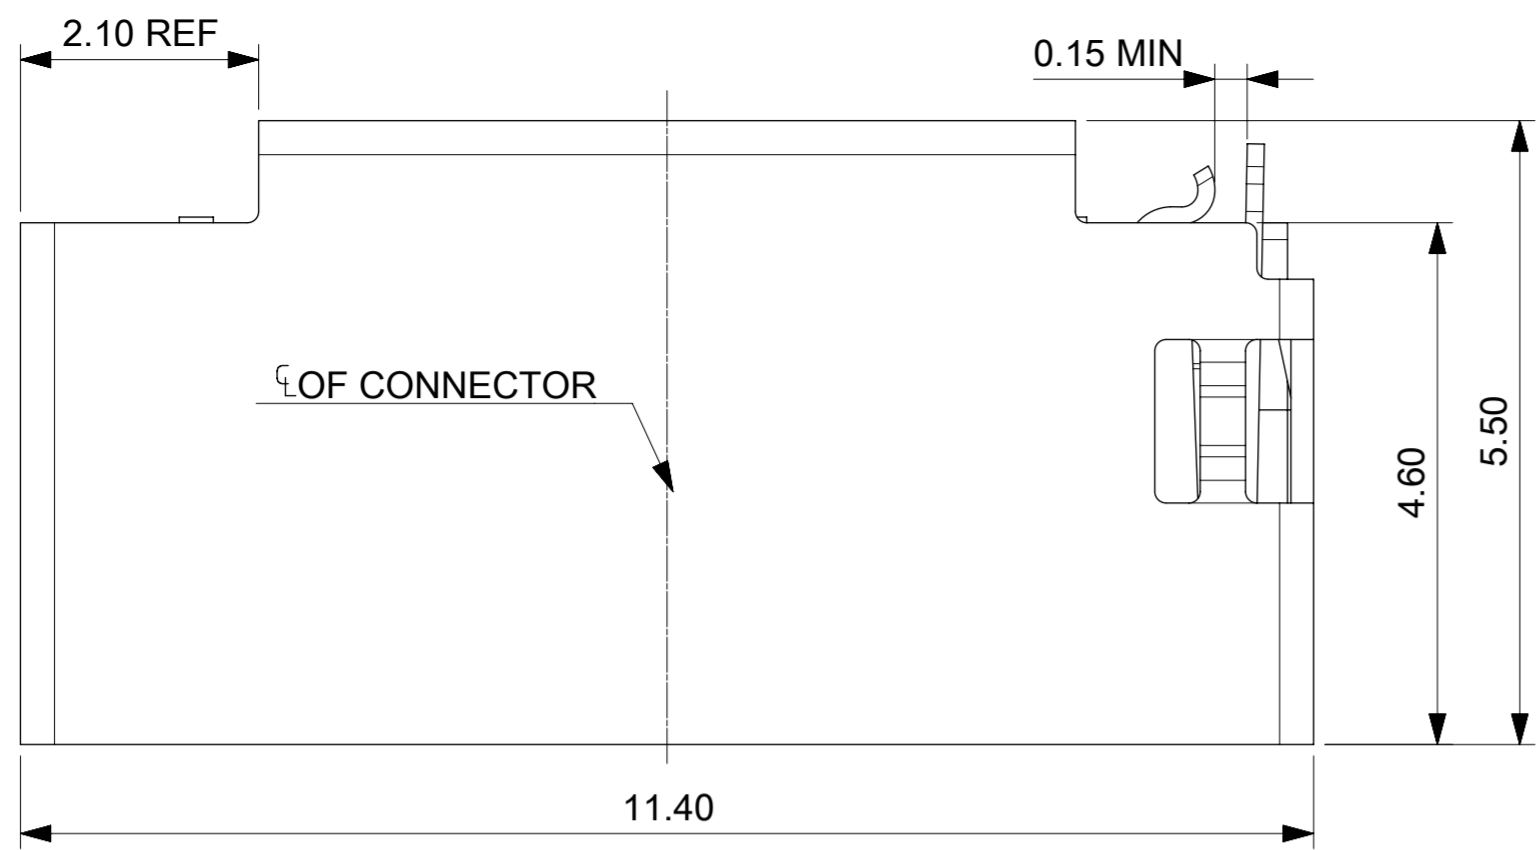 2.10 REF
0.15 MIN
℄ OF CONNECTOR
5.50
4.60
11.40